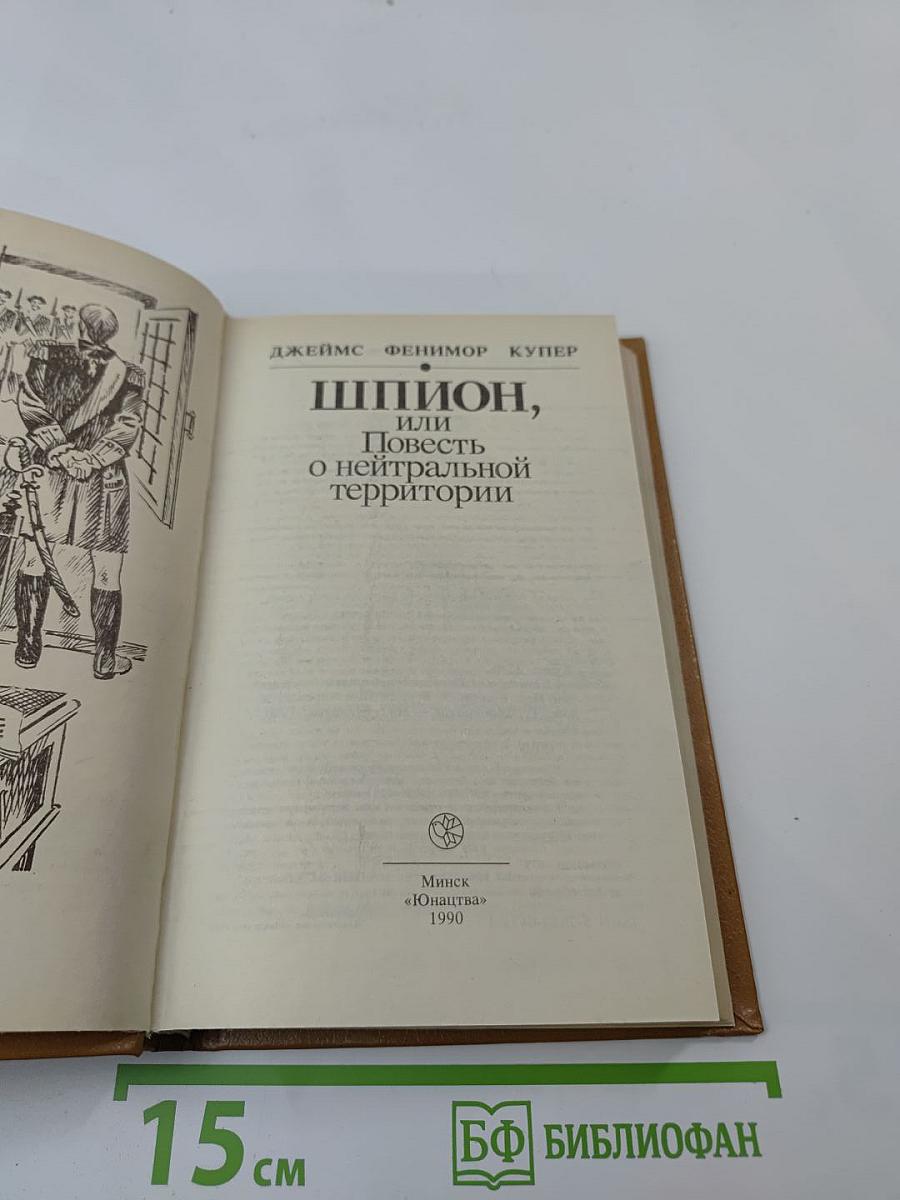 ДЖЕЙМС ФЕНИМОР КУПЕР
ШПИОН,
или
Повесть
о нейтральной
территории
Минск
«Юнацтва»
1990
15 см
БФ БИБЛИОФАН